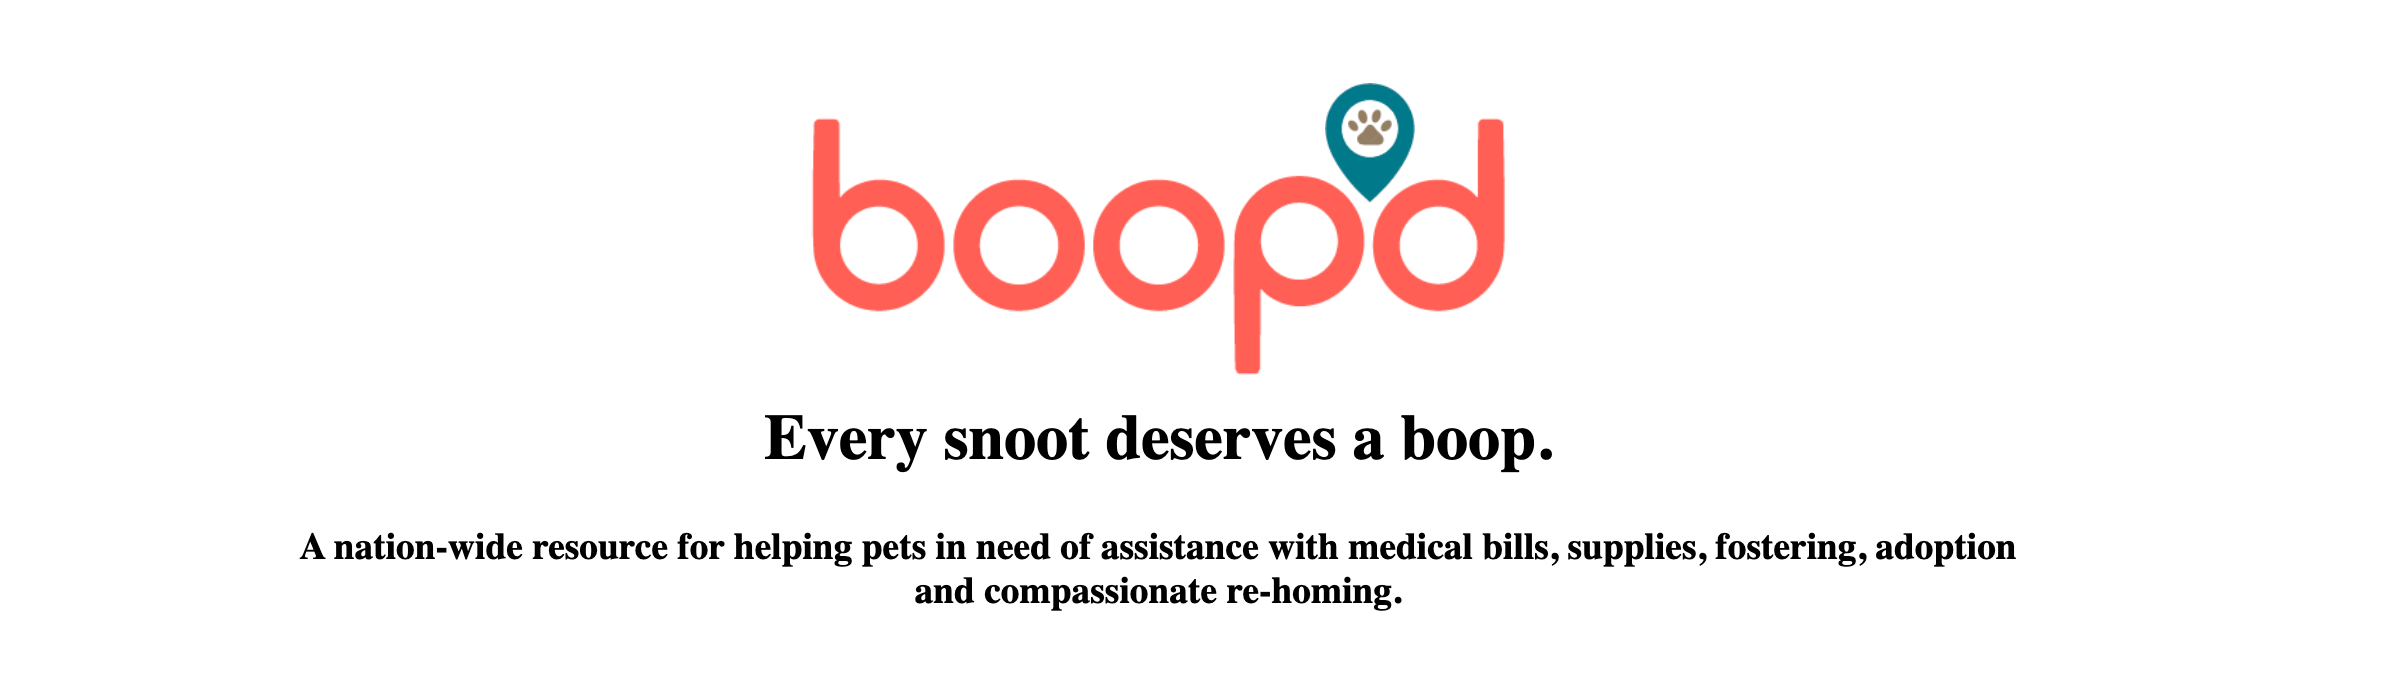 boopd
Every snoot deserves a boop.
A nation-wide resource for helping pets in need of assistance with medical bills, supplies, fostering, adoption
and compassionate re-homing.